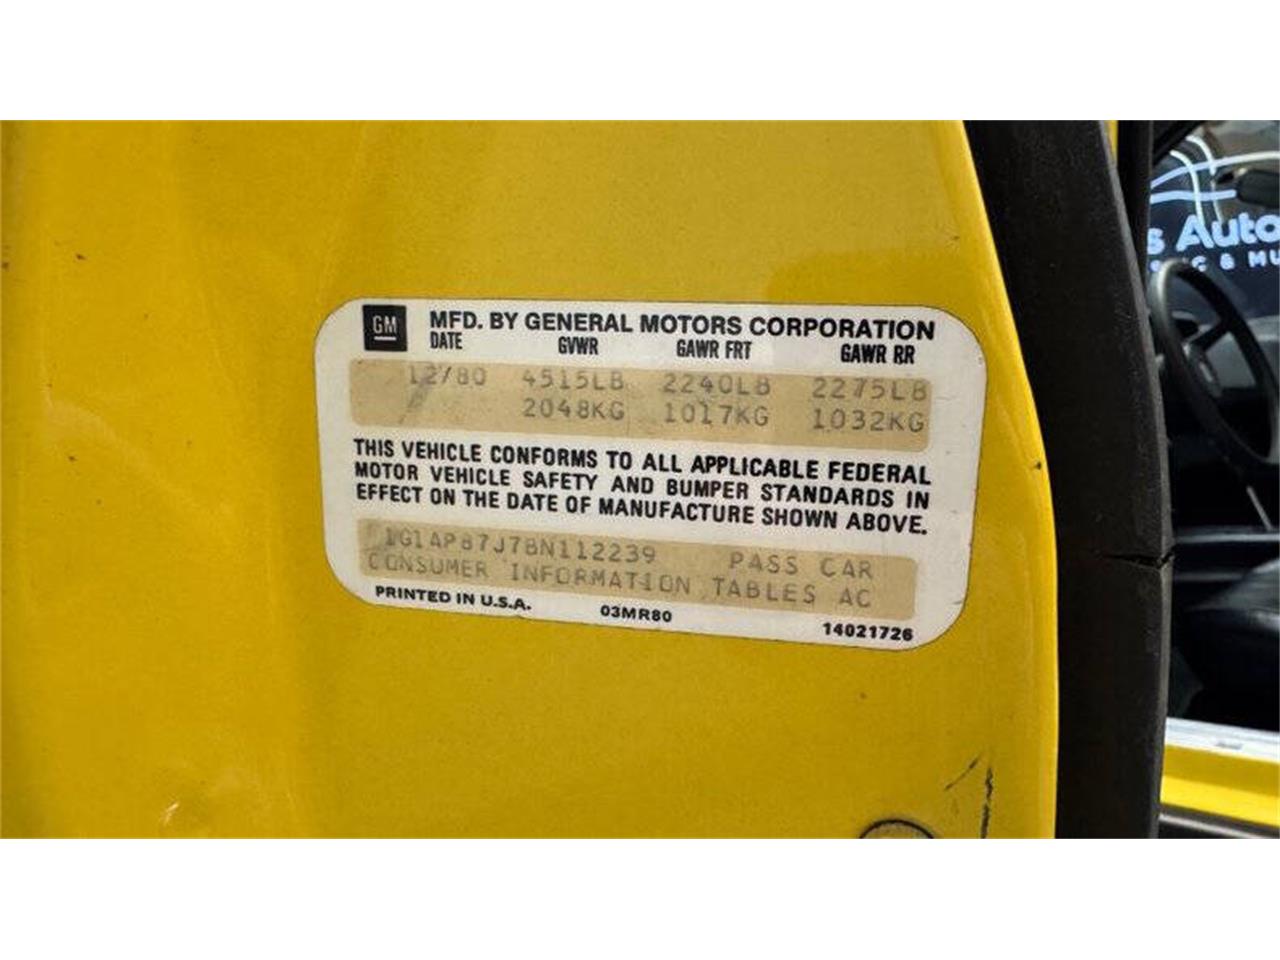 GM MFD. BY GENERAL MOTORS CORPORATION
DATE GVWR GAWR FRT GAWR RR
12/80 4515LB 2240LB 2275LB
2048KG 1017KG 1032KG
THIS VEHICLE CONFORMS TO ALL APPLICABLE FEDERAL
MOTOR VEHICLE SAFETY AND BUMPER STANDARDS IN
EFFECT ON THE DATE OF MANUFACTURE SHOWN ABOVE.
1G1AP87J7BN112239 PASS CAR
CONSUMER INFORMATION TABLES AC
PRINTED IN U.S.A. 03MR80 14021726
s Auto
& MU